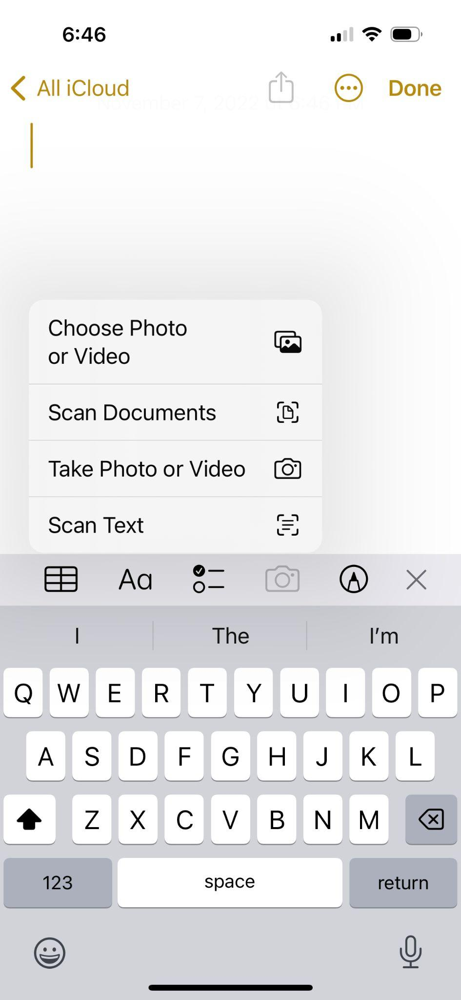 6:46
All iCloud
Done
November 7, 2022 at 6:46 PM
Choose Photo
or Video
Scan Documents
Take Photo or Video
Scan Text
Aa
I The I'm
Q W E R T Y U I O P
A S D F G H J K L
Z X C V B N M
123 space return